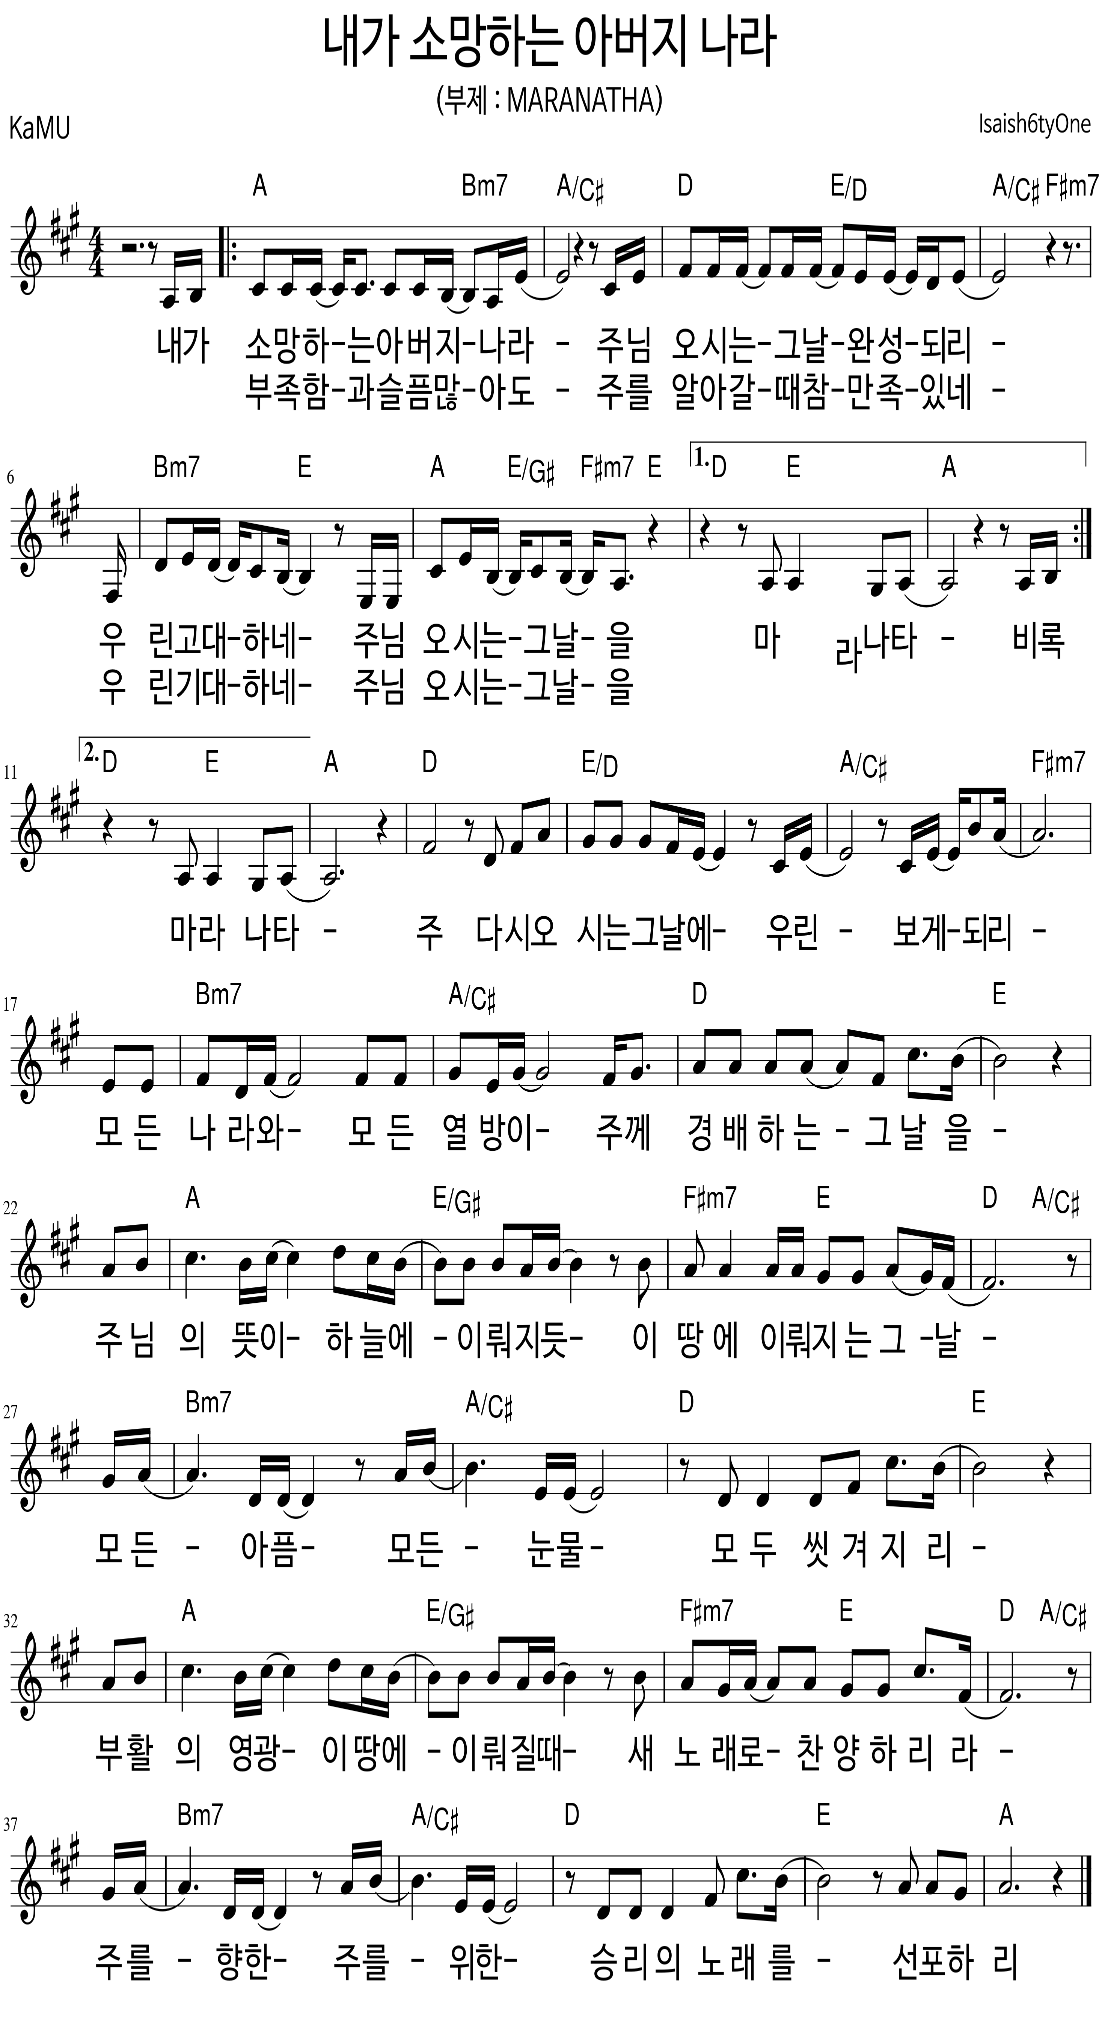 내가 소망하는 아버지 나라
(부제 : MARANATHA)
KaMU Isaish6tyOne
A Bm7 A/C♯ D E/D A/C♯ F♯m7
4
4
내가 소망하-는아버지-나라 - 주님 오시는-그날-완성-되리 -
부족함-과슬픔많-아도 - 주를 알아갈-때참-만족-있네 -
6 Bm7 E A E/G♯ F♯m7 E 1. D E A
우 린고대-하네- 주님 오시는-그날-을 마 라나타 - 비록
우 린기대-하네- 주님 오시는-그날-을
11 2. D E A D E/D A/C♯ F♯m7
마라 나타 - 주 다시오 시는그날에- 우린 - 보게-되리 -
17 Bm7 A/C♯ D E
모든 나 라와- 모든 열방이- 주께 경배하는-그날 을-
22 A E/G♯ F♯m7 E D A/C♯
주님 의 뜻이- 하늘에 -이뤄지듯- 이 땅에 이뤄지는그-날 -
27 Bm7 A/C♯ D E
모든 - 아픔- 모든 - 눈물- 모두 씻겨지리 -
32 A E/G♯ F♯m7 E D A/C♯
부활 의 영광- 이땅에 -이뤄질때- 새 노래로-찬양하리라 -
37 Bm7 A/C♯ D E A
주를 - 향한- 주를 - 위한- 승리의 노래를 - 선포하 리